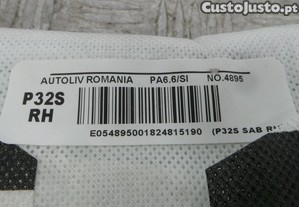 CustoJusto.pt
AUTOLIV ROMANIA PA6.6/SI NO.4895
P32S
RH
E054895001824815190 (P32S SAB R